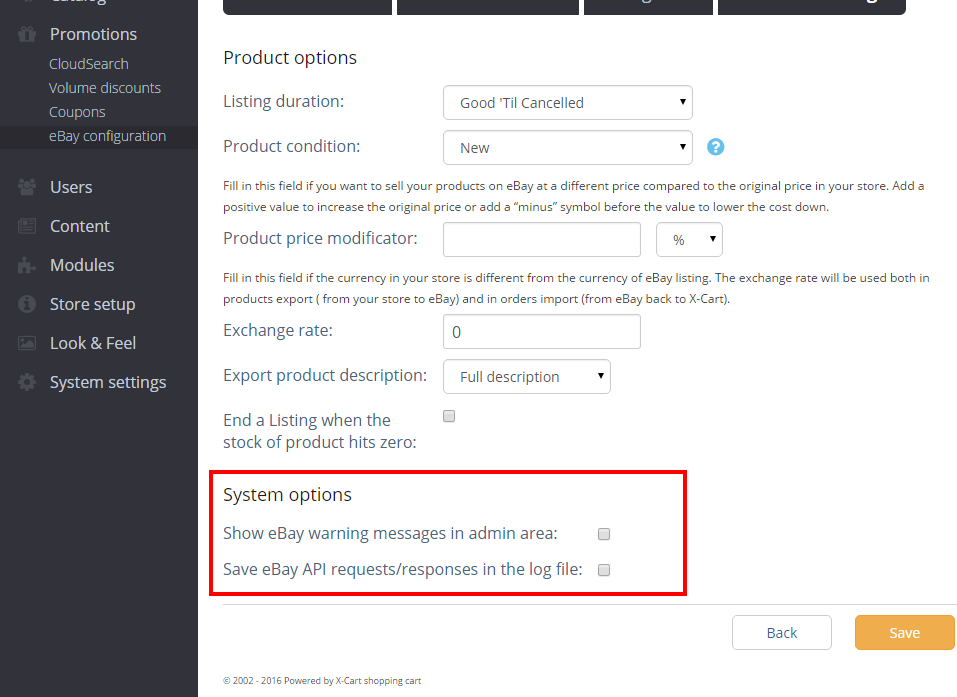 Promotions
CloudSearch
Volume discounts
Coupons
eBay configuration
Users
Content
Modules
Store setup
Look & Feel
System settings
Product options
Listing duration: Good 'Til Cancelled
Product condition: New ?
Fill in this field if you want to sell your products on eBay at a different price compared to the original price in your store. Add a
positive value to increase the original price or add a “minus” symbol before the value to lower the cost down.
Product price modificator: %
Fill in this field if the currency in your store is different from the currency of eBay listing. The exchange rate will be used both in
products export ( from your store to eBay) and in orders import (from eBay back to X-Cart).
Exchange rate: 0
Export product description: Full description
End a Listing when the
stock of product hits zero:
System options
Show eBay warning messages in admin area:
Save eBay API requests/responses in the log file:
Back Save
© 2002 - 2016 Powered by X-Cart shopping cart